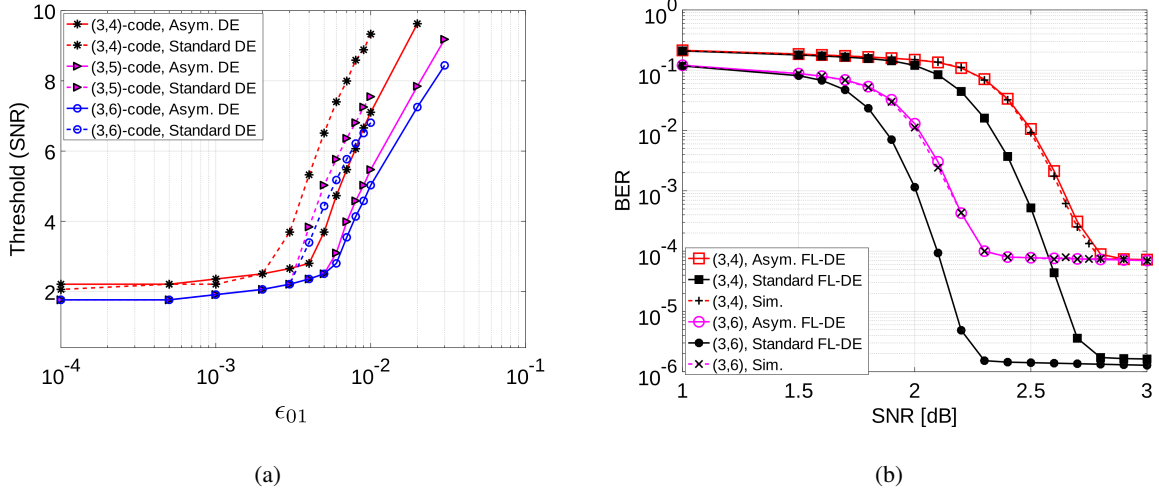 10
8
6
4
2
Threshold (SNR)
(3,4)-code, Asym. DE
(3,4)-code, Standard DE
(3,5)-code, Asym. DE
(3,5)-code, Standard DE
(3,6)-code, Asym. DE
(3,6)-code, Standard DE
10⁻⁴ 10⁻³ 10⁻² 10⁻¹
ϵ₀₁
(a)
10⁰
10⁻¹
10⁻²
10⁻³
10⁻⁴
10⁻⁵
10⁻⁶
BER
(3,4), Asym. FL-DE
(3,4), Standard FL-DE
(3,4), Sim.
(3,6), Asym. FL-DE
(3,6), Standard FL-DE
(3,6), Sim.
1 1.5 2 2.5 3
SNR [dB]
(b)